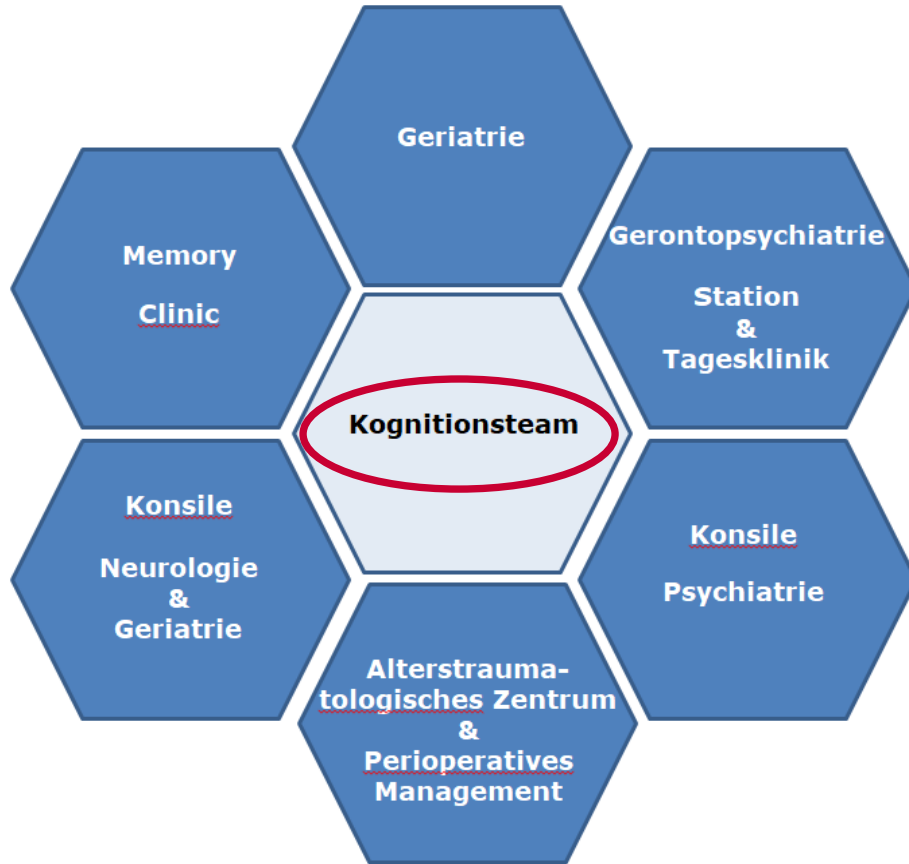 Geriatrie
Memory
Clinic
Gerontopsychiatrie
Station
&
Tagesklinik
Kognitionsteam
Konsile
Neurologie
&
Geriatrie
Konsile
Psychiatrie
Alterstrauma-
tologisches Zentrum
&
Perioperatives
Management